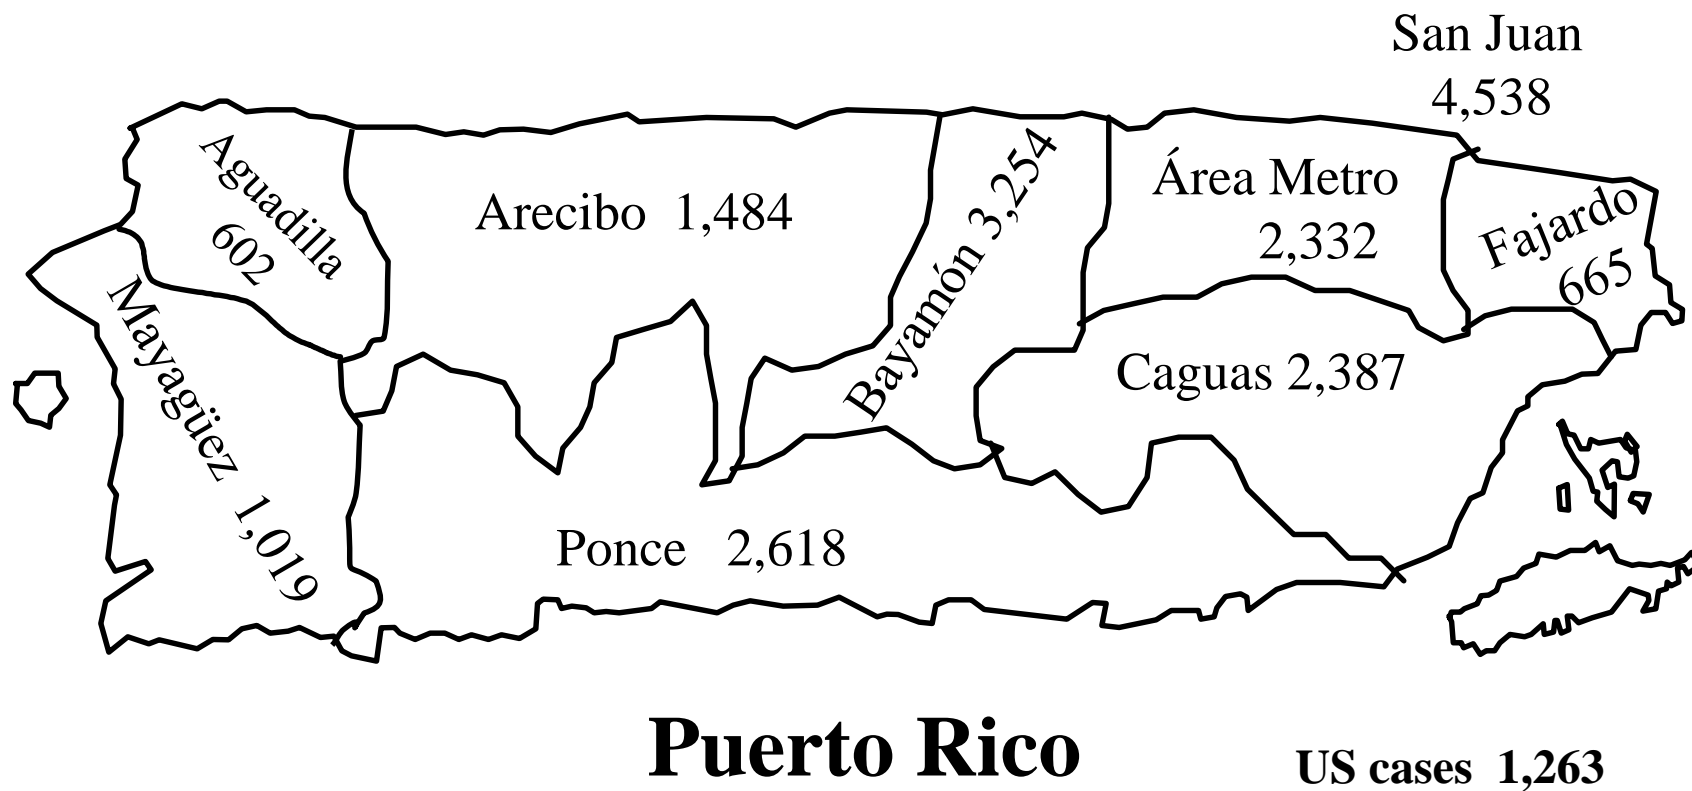 San Juan
4,538
Aguadilla
602
Arecibo 1,484
Bayamón 3,254
Área Metro
2,332
Fajardo
665
Mayagüez 1,019
Caguas 2,387
Ponce 2,618
Puerto Rico
US cases 1,263